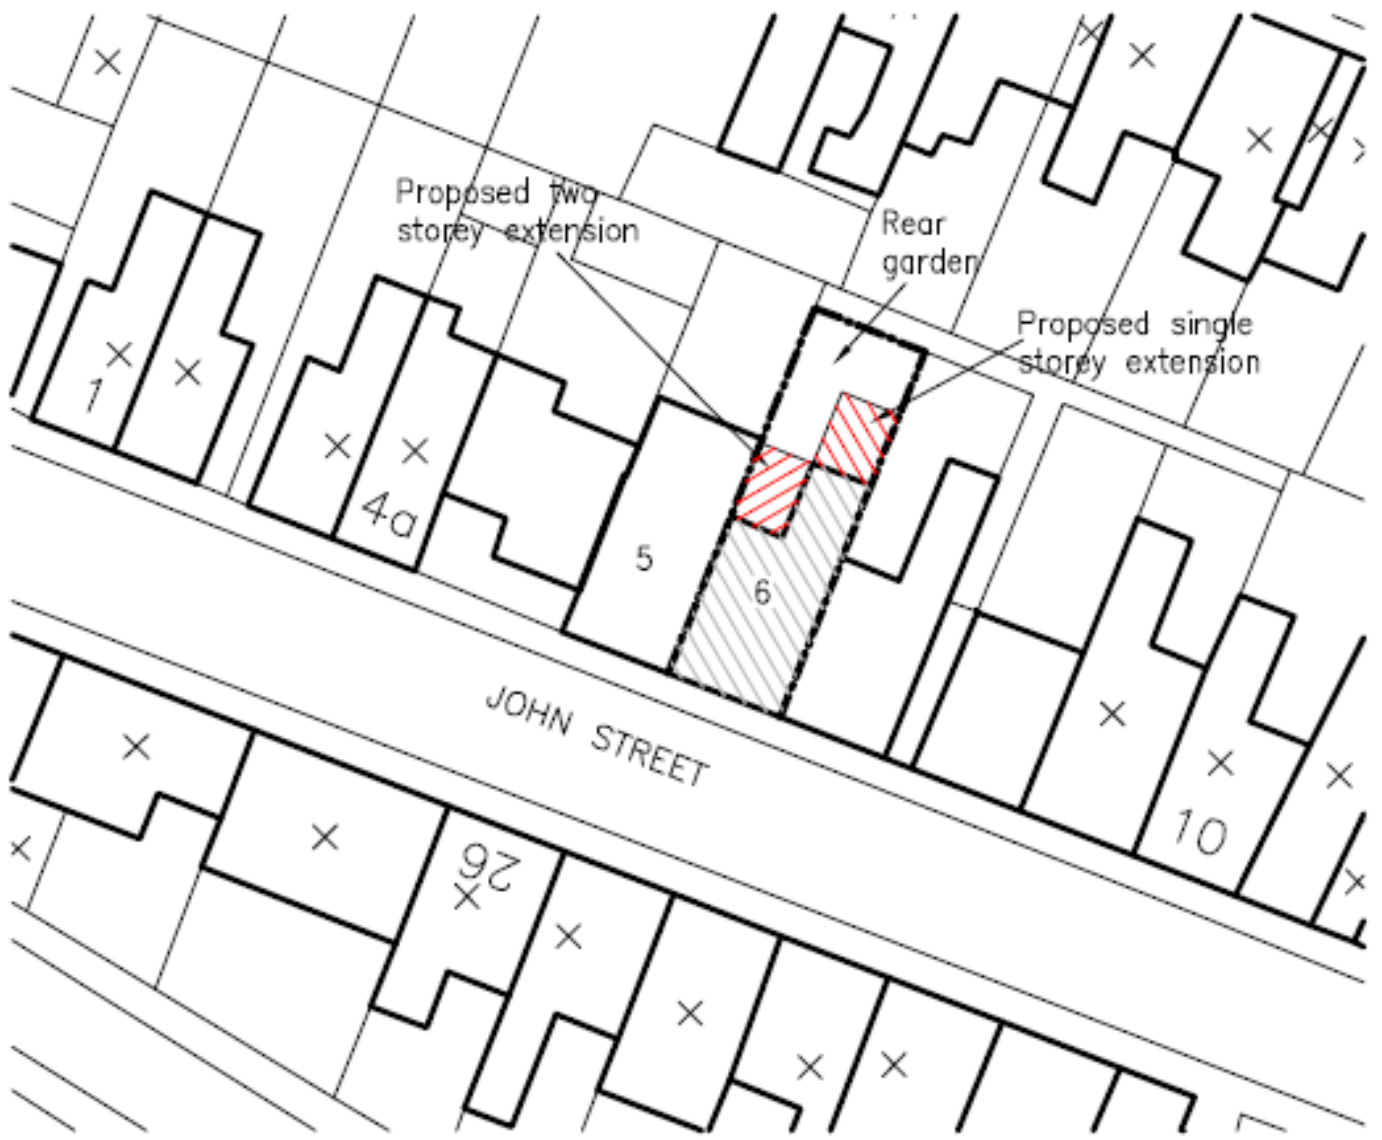 Proposed two
storey extension
Rear
garden
Proposed single
storey extension
1
4a
5
6
JOHN STREET
10
26